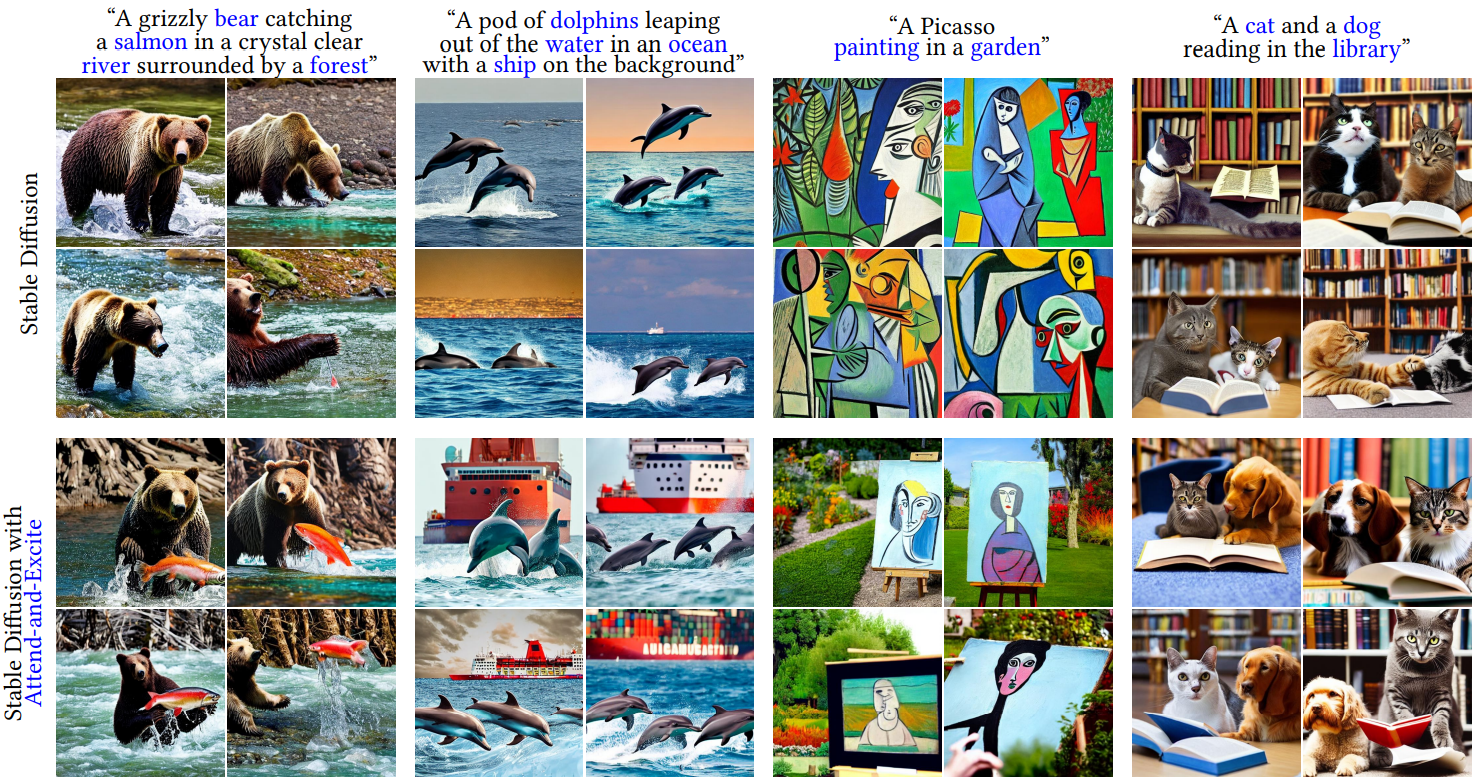 “A grizzly bear catching
a salmon in a crystal clear
river surrounded by a forest”
“A pod of dolphins leaping
out of the water in an ocean
with a ship on the background”
“A Picasso
painting in a garden”
“A cat and a dog
reading in the library”
Stable Diffusion
Stable Diffusion with
Attend-and-Excite